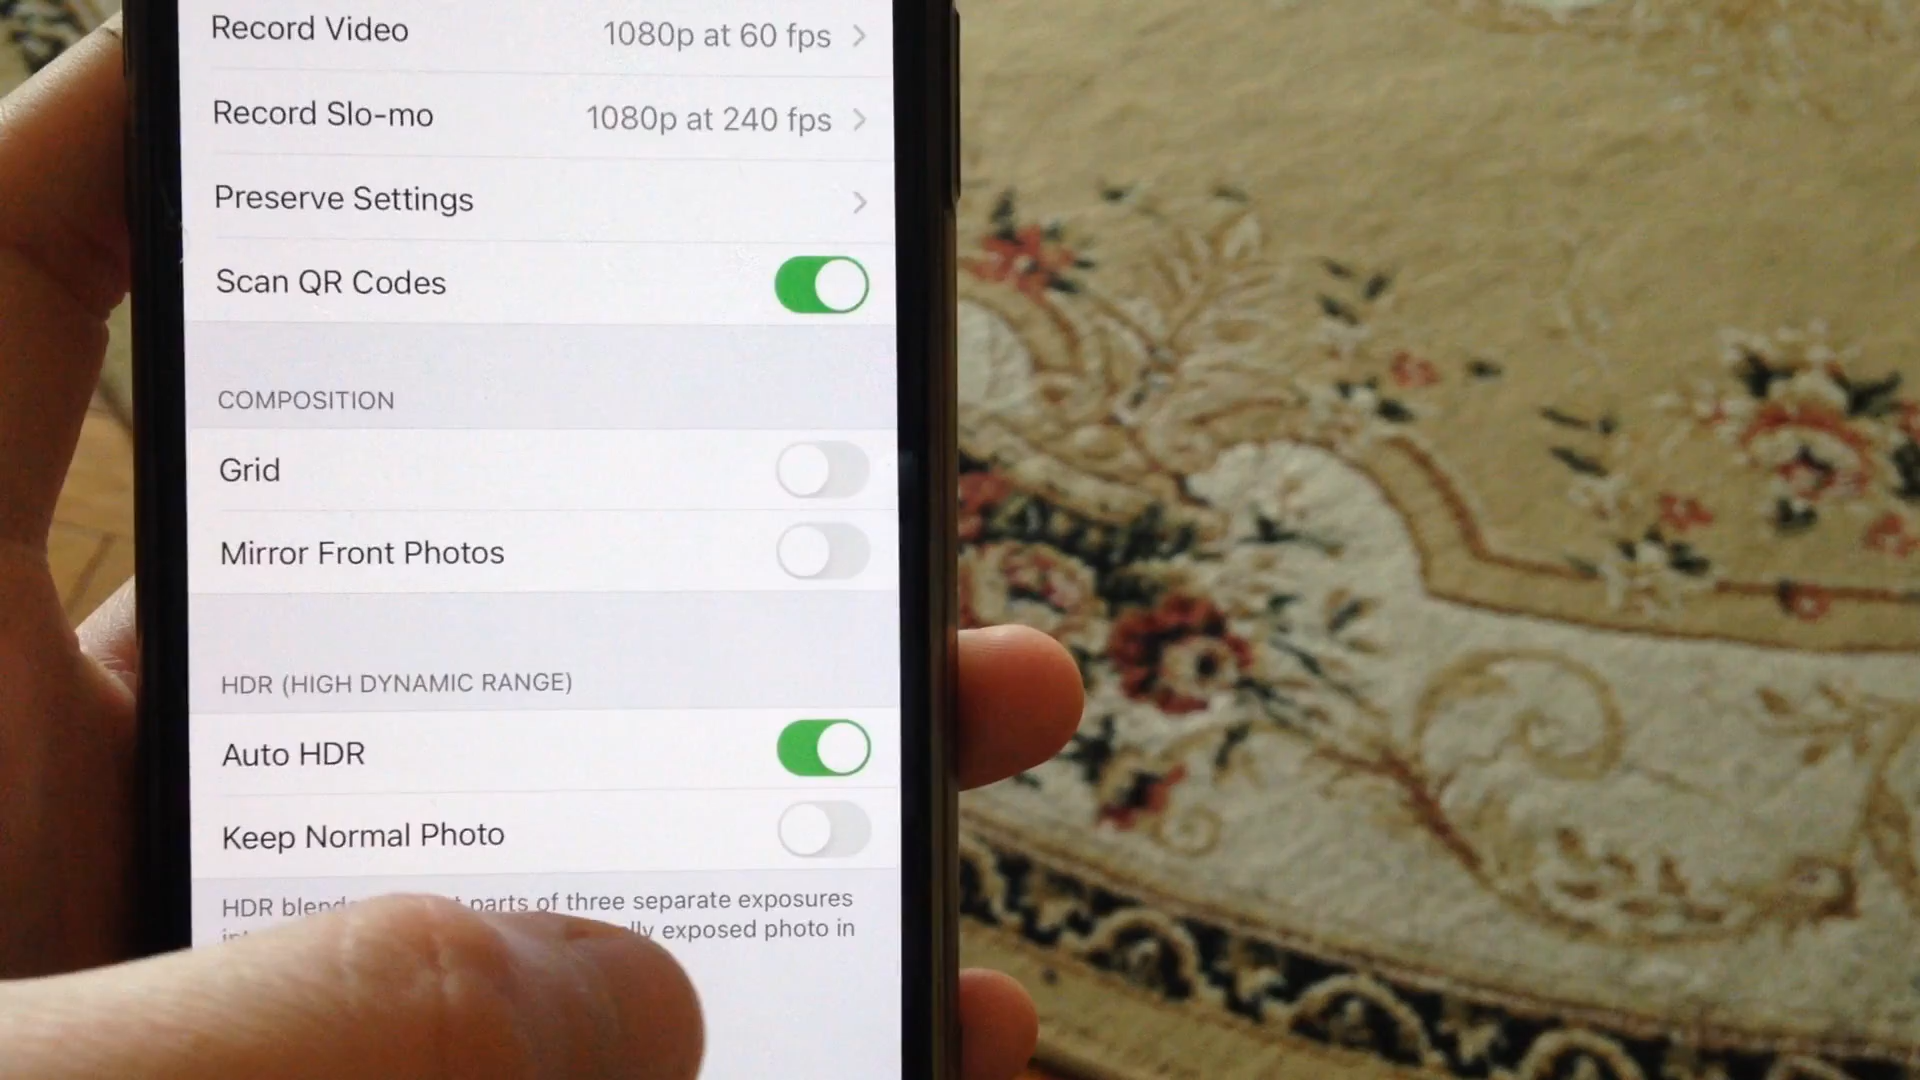 Record Video 1080p at 60 fps
Record Slo-mo 1080p at 240 fps
Preserve Settings
Scan QR Codes
COMPOSITION
Grid
Mirror Front Photos
HDR (HIGH DYNAMIC RANGE)
Auto HDR
Keep Normal Photo
HDR parts of three separate exposures
exposed photo in